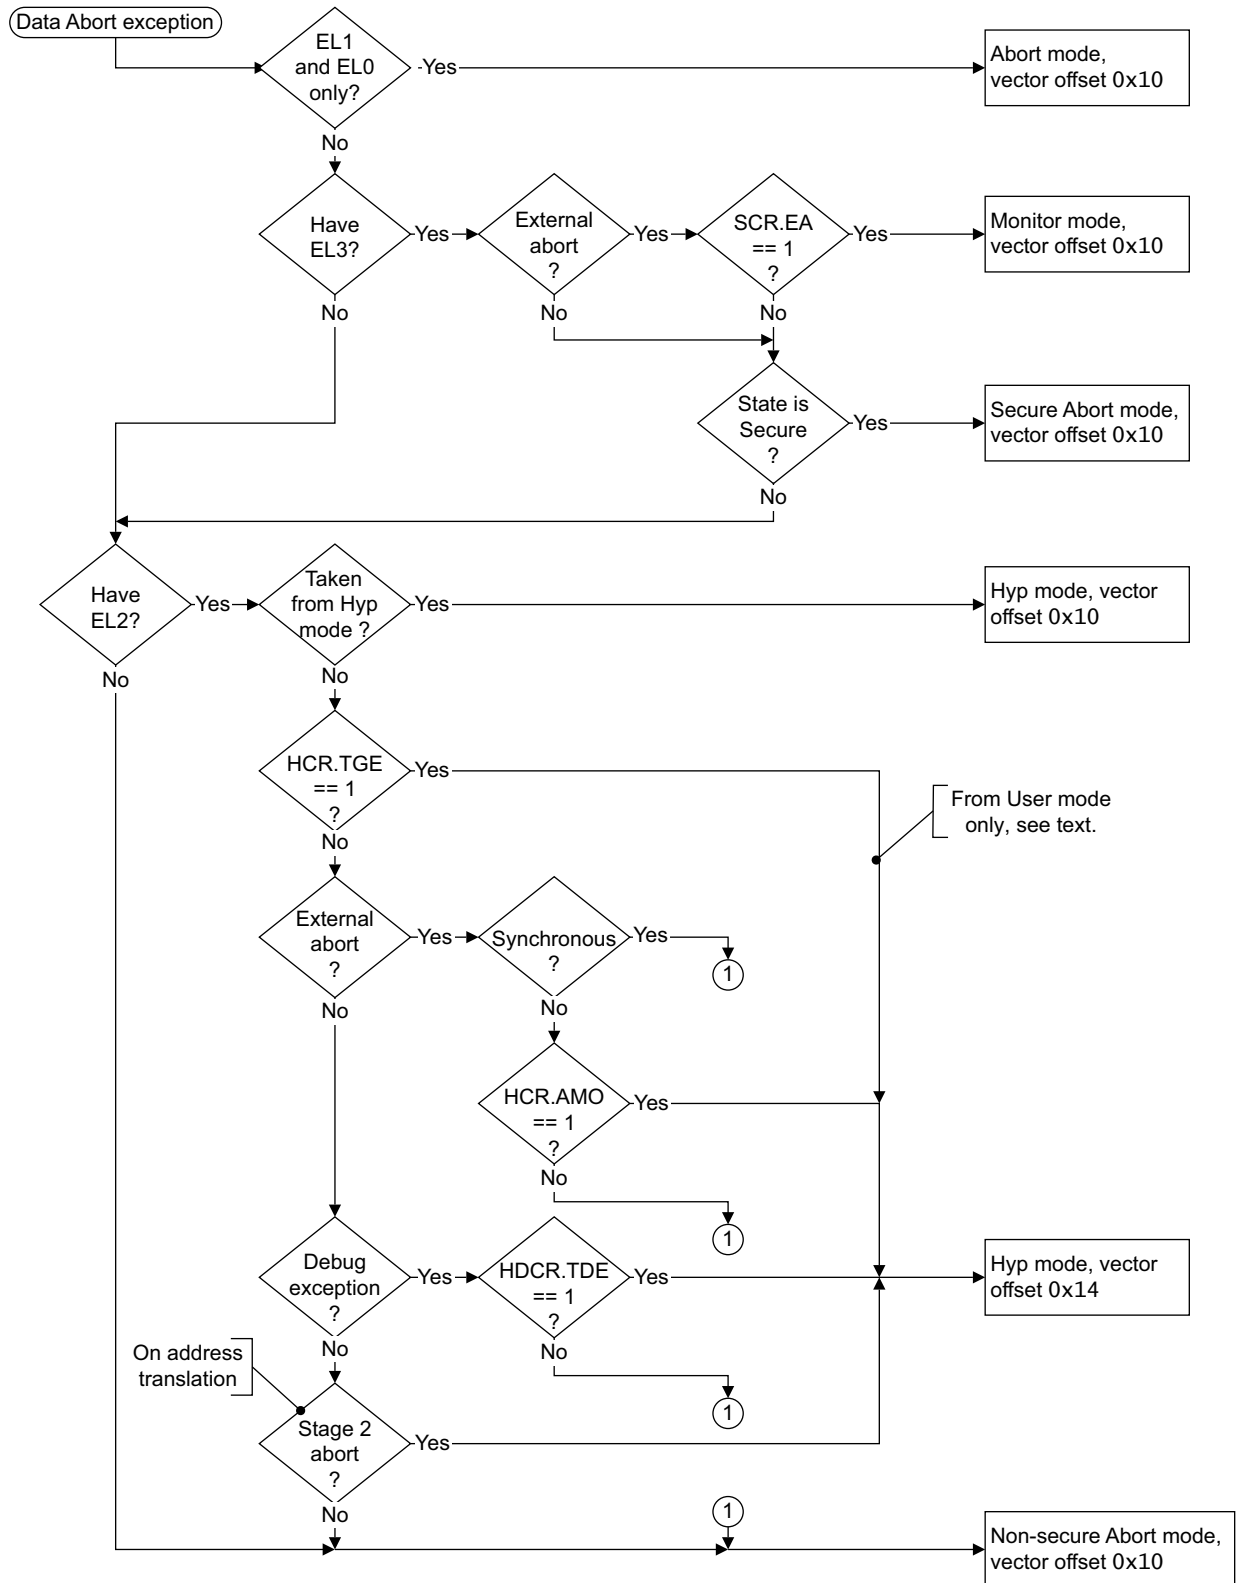 Data Abort exception
EL1
and EL0
only?
Yes
Abort mode,
vector offset 0x10
No
Have
EL3?
Yes
External
abort
?
Yes
SCR.EA
== 1
?
Yes
Monitor mode,
vector offset 0x10
No
No
No
State is
Secure
?
Yes
Secure Abort mode,
vector offset 0x10
No
Have
EL2?
Yes
Taken
from Hyp
mode ?
Yes
Hyp mode, vector
offset 0x10
No
No
HCR.TGE
== 1
?
Yes
From User mode
only, see text.
No
External
abort
?
Yes
Synchronous
?
Yes
1
No
No
HCR.AMO
== 1
?
Yes
No
1
Debug
exception
?
Yes
HDCR.TDE
== 1
?
Yes
Hyp mode, vector
offset 0x14
No
No
On address
translation
1
Stage 2
abort
?
Yes
No
1
Non-secure Abort mode,
vector offset 0x10